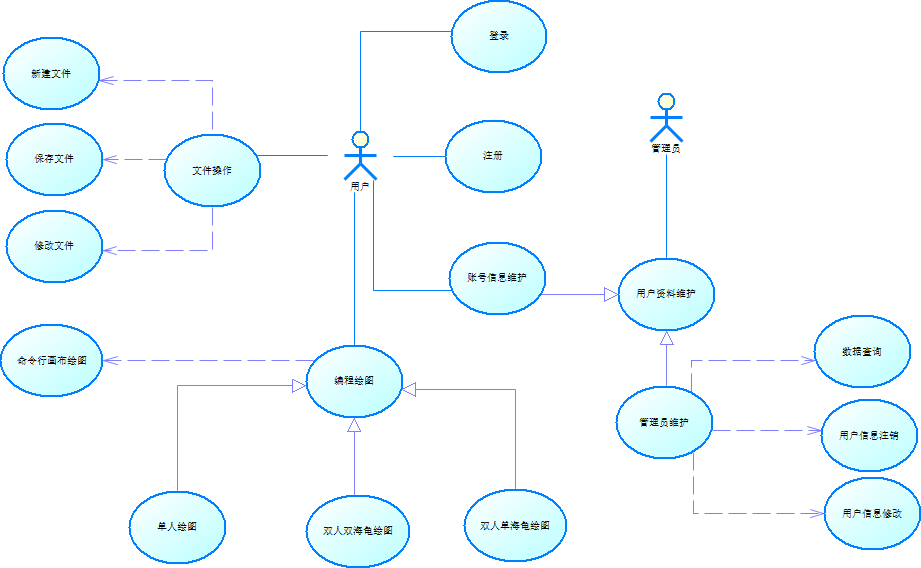 登录
新建文件
管理员
保存文件
文件操作
注册
用户
修改文件
账号信息维护
用户资料维护
命令行画布绘图
编程绘图
数据查询
管理员维护
用户信息注销
单人绘图
双人双海龟绘图
双人单海龟绘图
用户信息修改